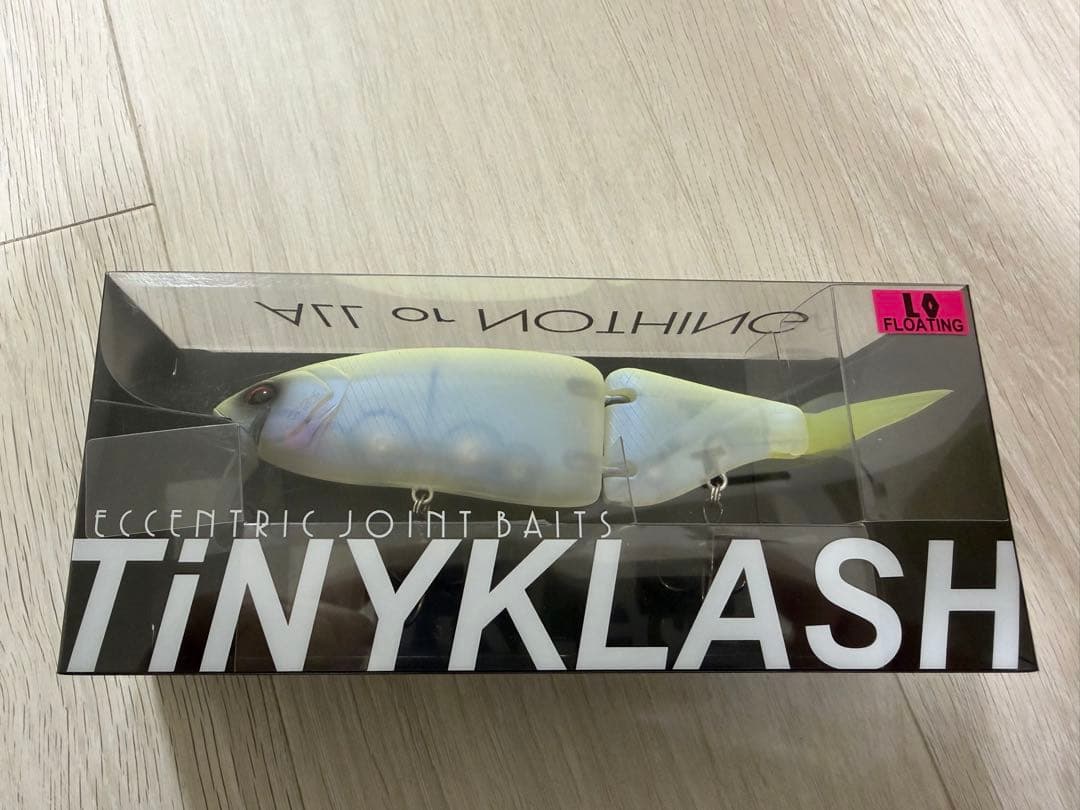 ALL or NOTHING
LO
FLOATING
ECCENTRIC JOINT BAITS
TiNYKLASH